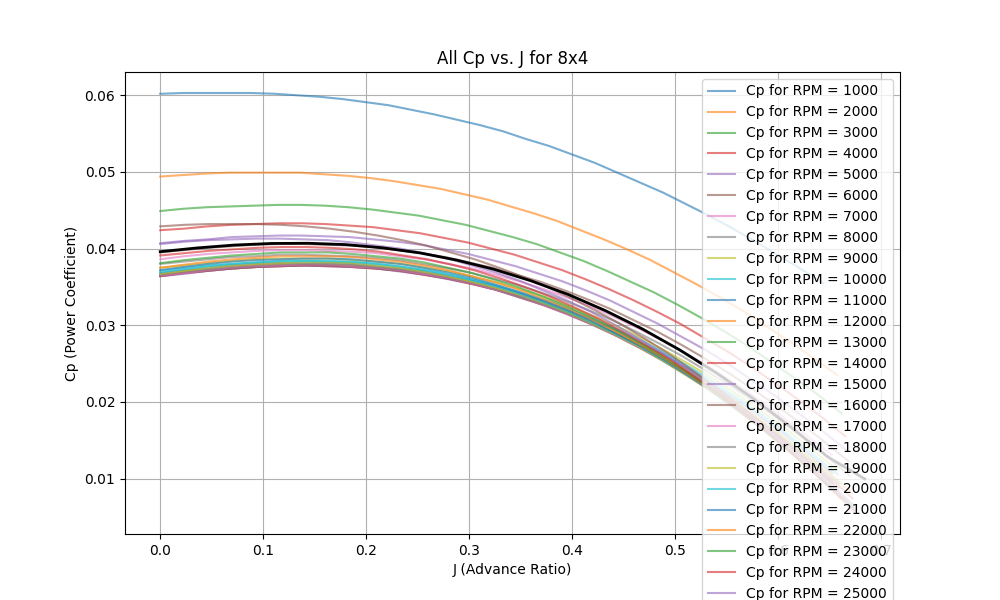 All Cp vs. J for 8x4
Cp (Power Coefficient)
0.06
0.05
0.04
0.03
0.02
0.01
0.0 0.1 0.2 0.3 0.4 0.5 0.6 0.7
J (Advance Ratio)
Cp for RPM = 1000
Cp for RPM = 2000
Cp for RPM = 3000
Cp for RPM = 4000
Cp for RPM = 5000
Cp for RPM = 6000
Cp for RPM = 7000
Cp for RPM = 8000
Cp for RPM = 9000
Cp for RPM = 10000
Cp for RPM = 11000
Cp for RPM = 12000
Cp for RPM = 13000
Cp for RPM = 14000
Cp for RPM = 15000
Cp for RPM = 16000
Cp for RPM = 17000
Cp for RPM = 18000
Cp for RPM = 19000
Cp for RPM = 20000
Cp for RPM = 21000
Cp for RPM = 22000
Cp for RPM = 23000
Cp for RPM = 24000
Cp for RPM = 25000